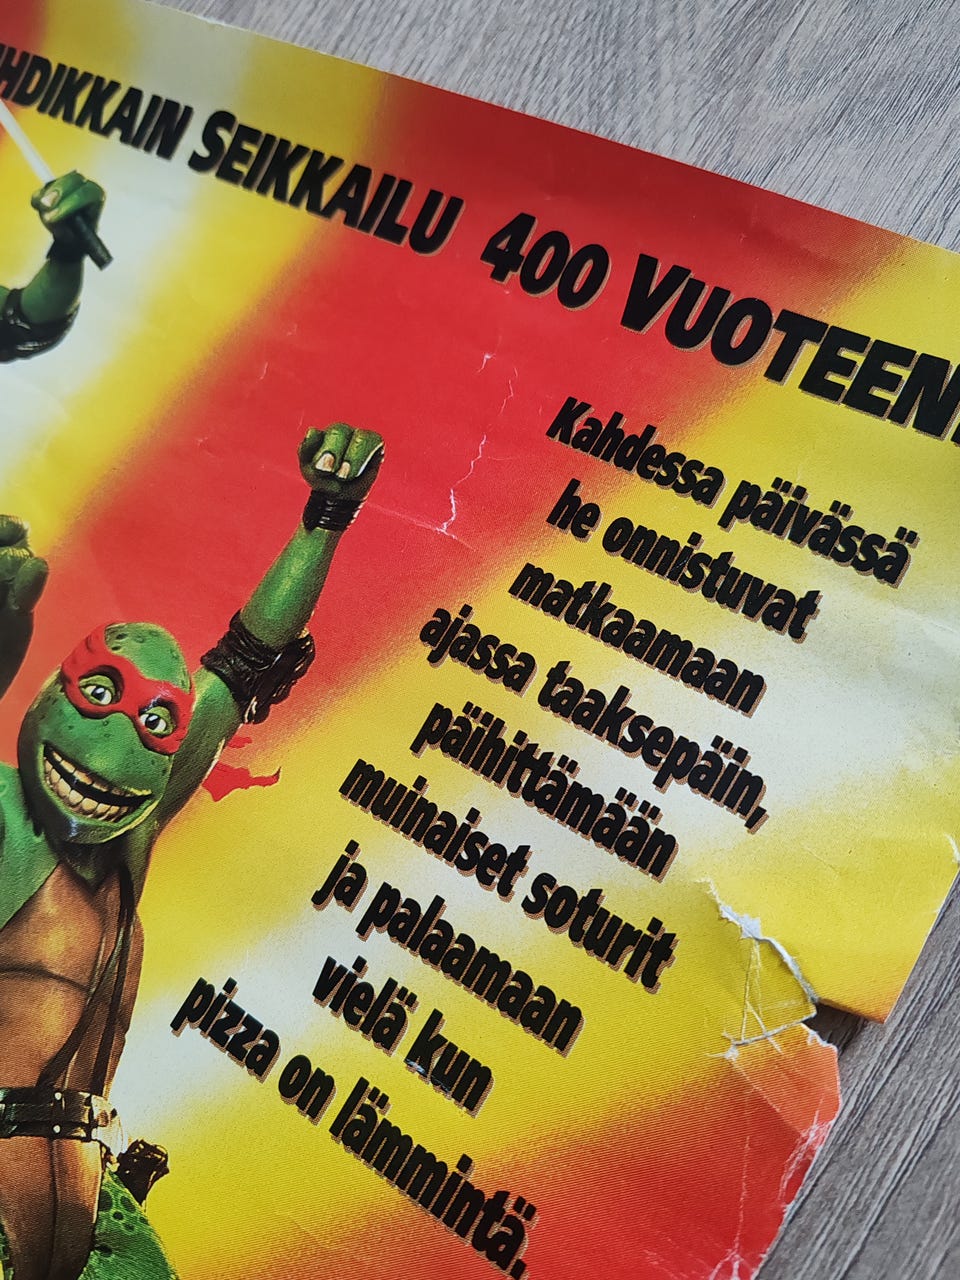 HDIKKAIN SEIKKAILU 400 VUOTEEN
Kahdessa päivässä
he onnistuvat
matkaamaan
ajassa taaksepäin,
päihittämään
muinaiset soturit
ja palaamaan
vielä kun
pizza on lämmintä.